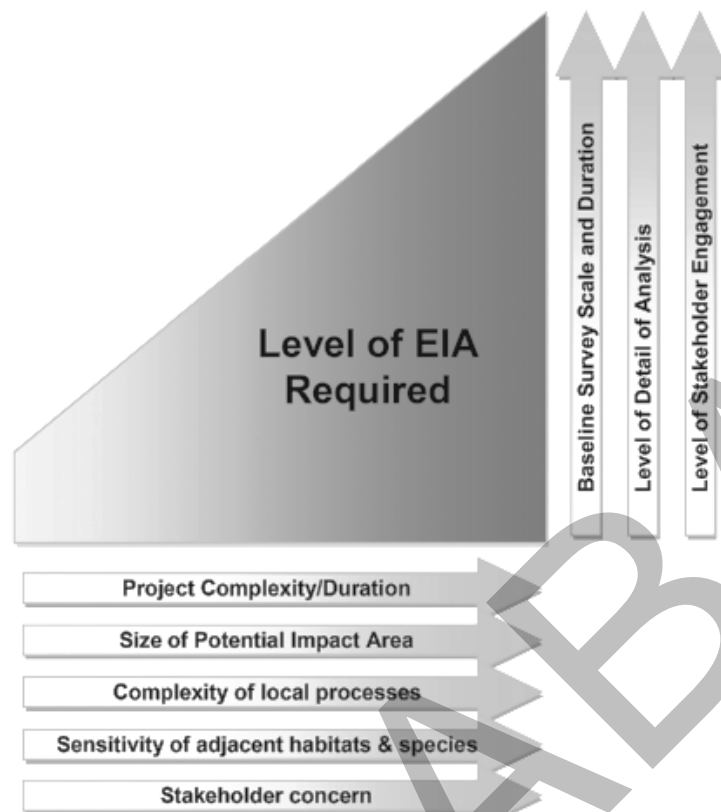 Level of EIA
Required
Baseline Survey Scale and Duration
Level of Detail of Analysis
Level of Stakeholder Engagement
Project Complexity/Duration
Size of Potential Impact Area
Complexity of local processes
Sensitivity of adjacent habitats & species
Stakeholder concern
AB